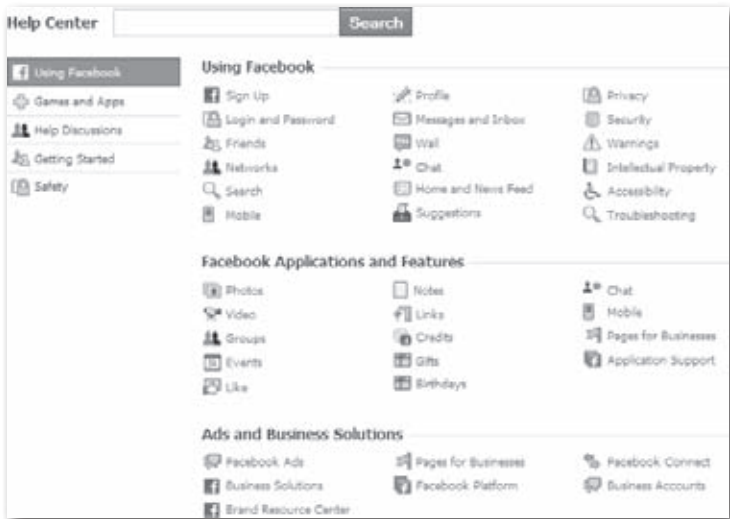 Help Center
Search
Using Facebook
Games and Apps
Help Discussions
Getting Started
Safety
Using Facebook
Sign Up
Profile
Privacy
Login and Password
Messages and Inbox
Security
Friends
Wall
Warnings
Networks
Chat
Intellectual Property
Search
Home and News Feed
Accessibility
Mobile
Suggestions
Troubleshooting
Facebook Applications and Features
Photos
Notes
Chat
Video
Links
Mobile
Groups
Credits
Pages for Businesses
Events
Gifts
Application Support
Like
Birthdays
Ads and Business Solutions
Facebook Ads
Pages for Businesses
Facebook Connect
Business Solutions
Facebook Platform
Business Accounts
Brand Resource Center